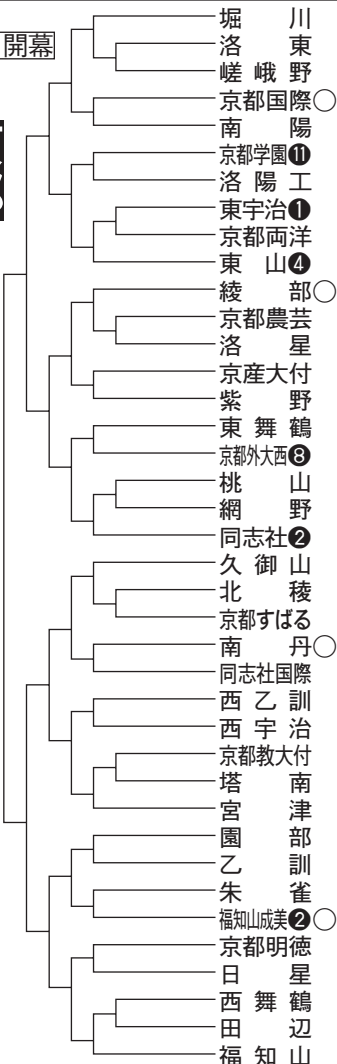 開幕
堀川
洛東
嵯峨野
京都国際○
南陽
京都学園⓫
洛陽工
東宇治❶
京都両洋
東山❹
綾部○
京都農芸
洛星
京産大付
紫野
東舞鶴
京都外大西❽
桃山
網野
同志社❷
久御山
北稜
京都すばる
南丹○
同志社国際
西乙訓
西宇治
京都教大付
塔南
宮津
園部
乙訓
朱雀
福知山成美❷○
京都明徳
日星
西舞鶴
田辺
福知山